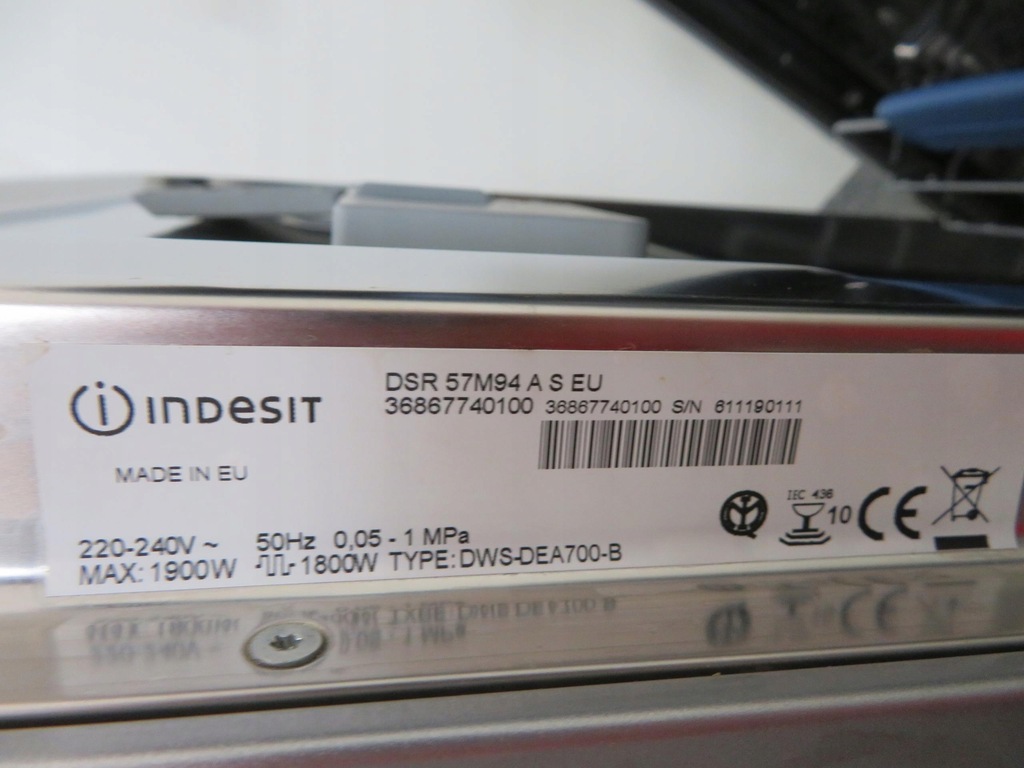 INDESIT
DSR 57M94 A S EU
36867740100 36867740100 S/N 611190111
MADE IN EU
IEC 436
10
CE
220-240V ~ 50Hz 0,05 - 1 MPa
MAX: 1900W 1800W TYPE: DWS-DEA700-B